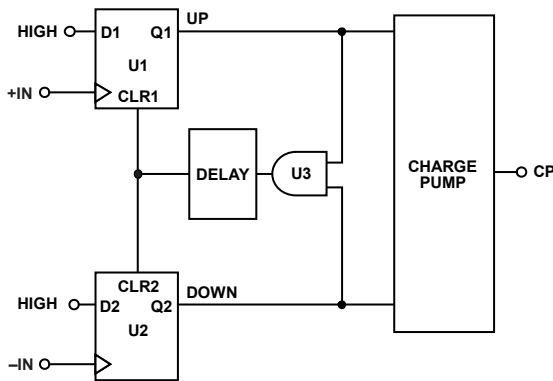 UP
HIGH
D1
Q1
U1
+IN
CLR1
DELAY
U3
CHARGE
PUMP
CP
CLR2
DOWN
HIGH
D2
Q2
U2
–IN